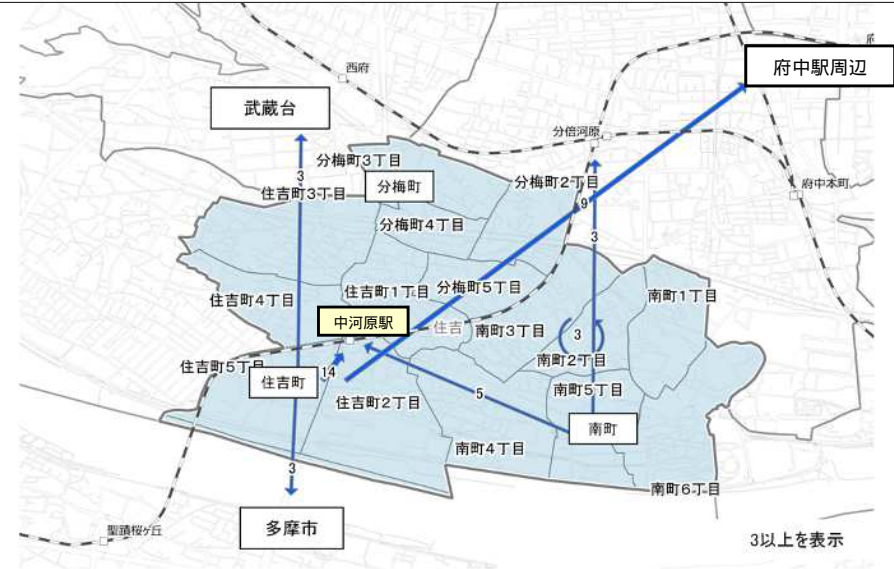 西府
府中駅周辺
武蔵台
分倍河原
分梅町3丁目
3
住吉町3丁目
分梅町
分梅町2丁目
府中本町
9
分梅町4丁目
3
住吉町4丁目
住吉町1丁目
分梅町5丁目
南町1丁目
中河原駅
住吉
南町3丁目
3
南町2丁目
住吉町5丁目
14
住吉町
住吉町2丁目
5
南町5丁目
南町
南町4丁目
3
南町6丁目
聖蹟桜ヶ丘
多摩市
3以上を表示